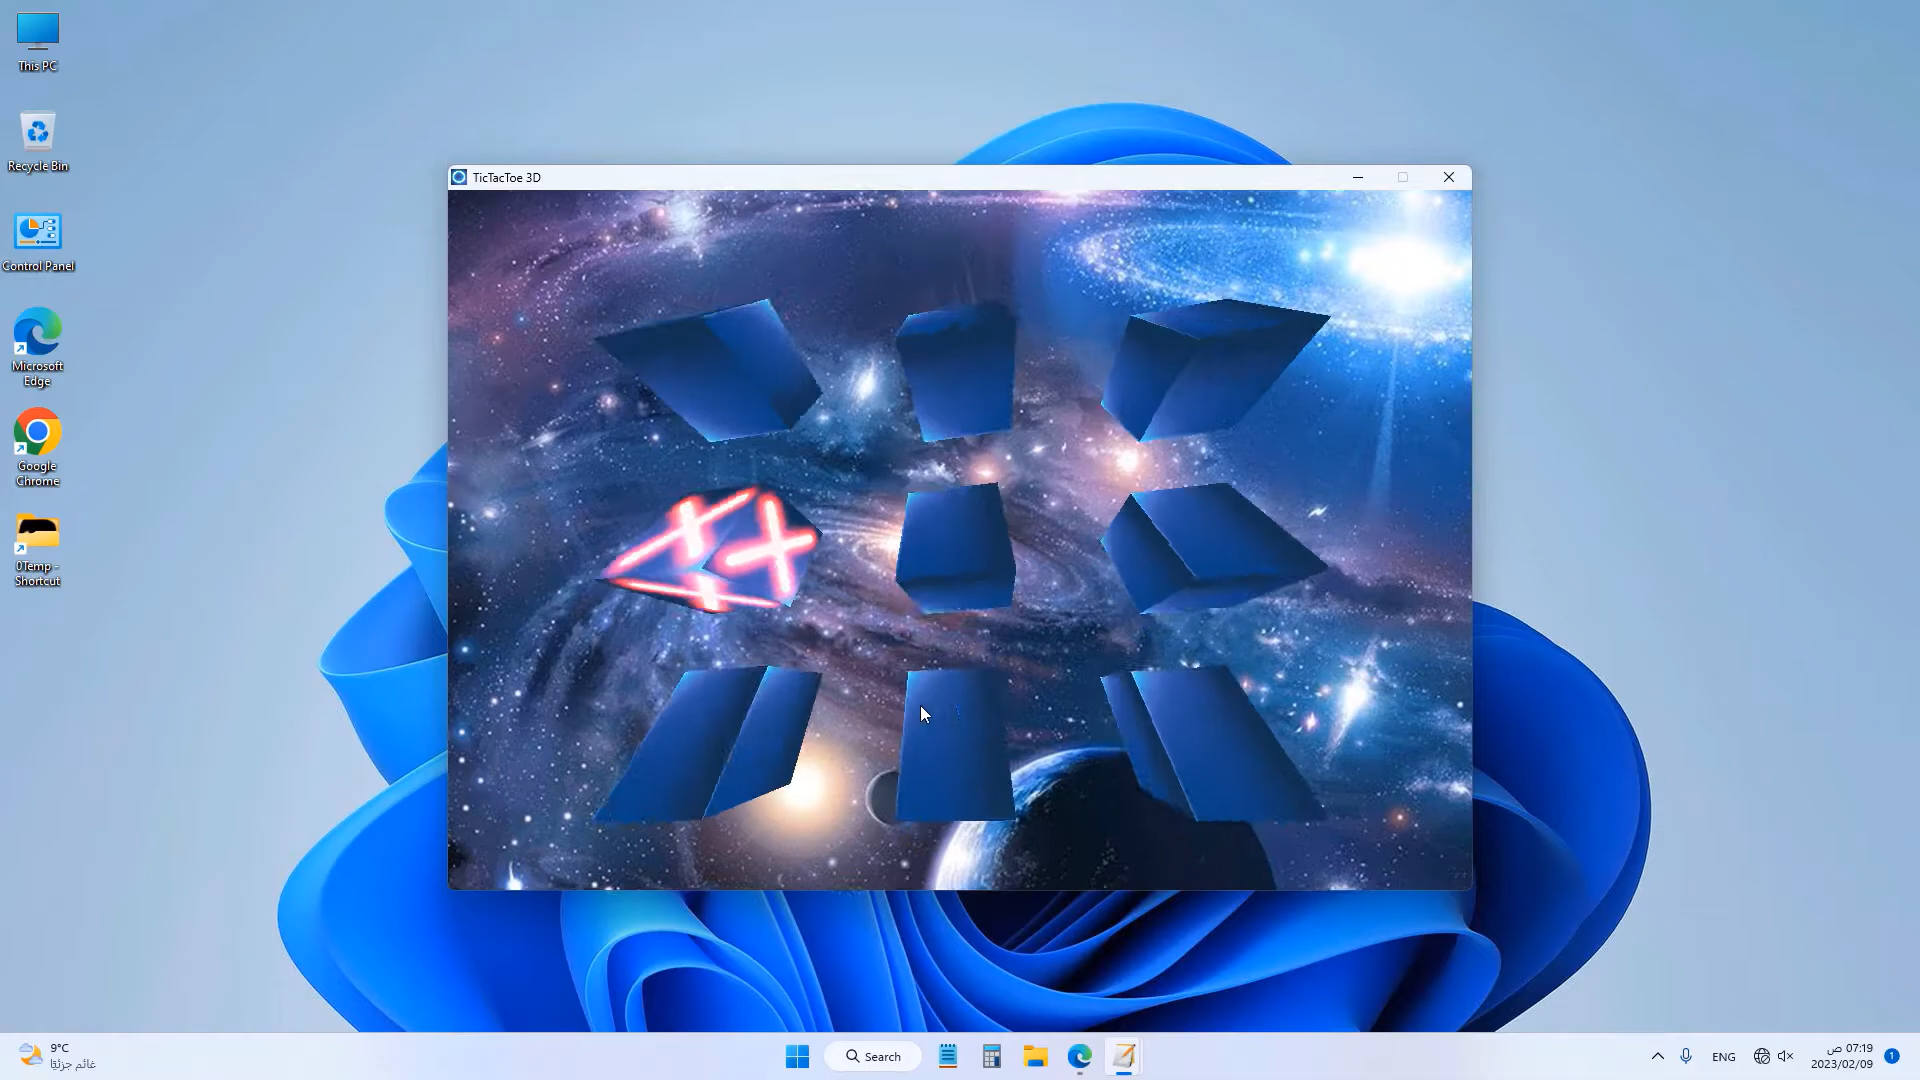 This PC
Recycle Bin
Control Panel
Microsoft
Edge
Google
Chrome
0Temp -
Shortcut
TicTacToe 3D
9°C
غائم جزئيًا
Search
ENG
07:19 ص
2023/02/09
1